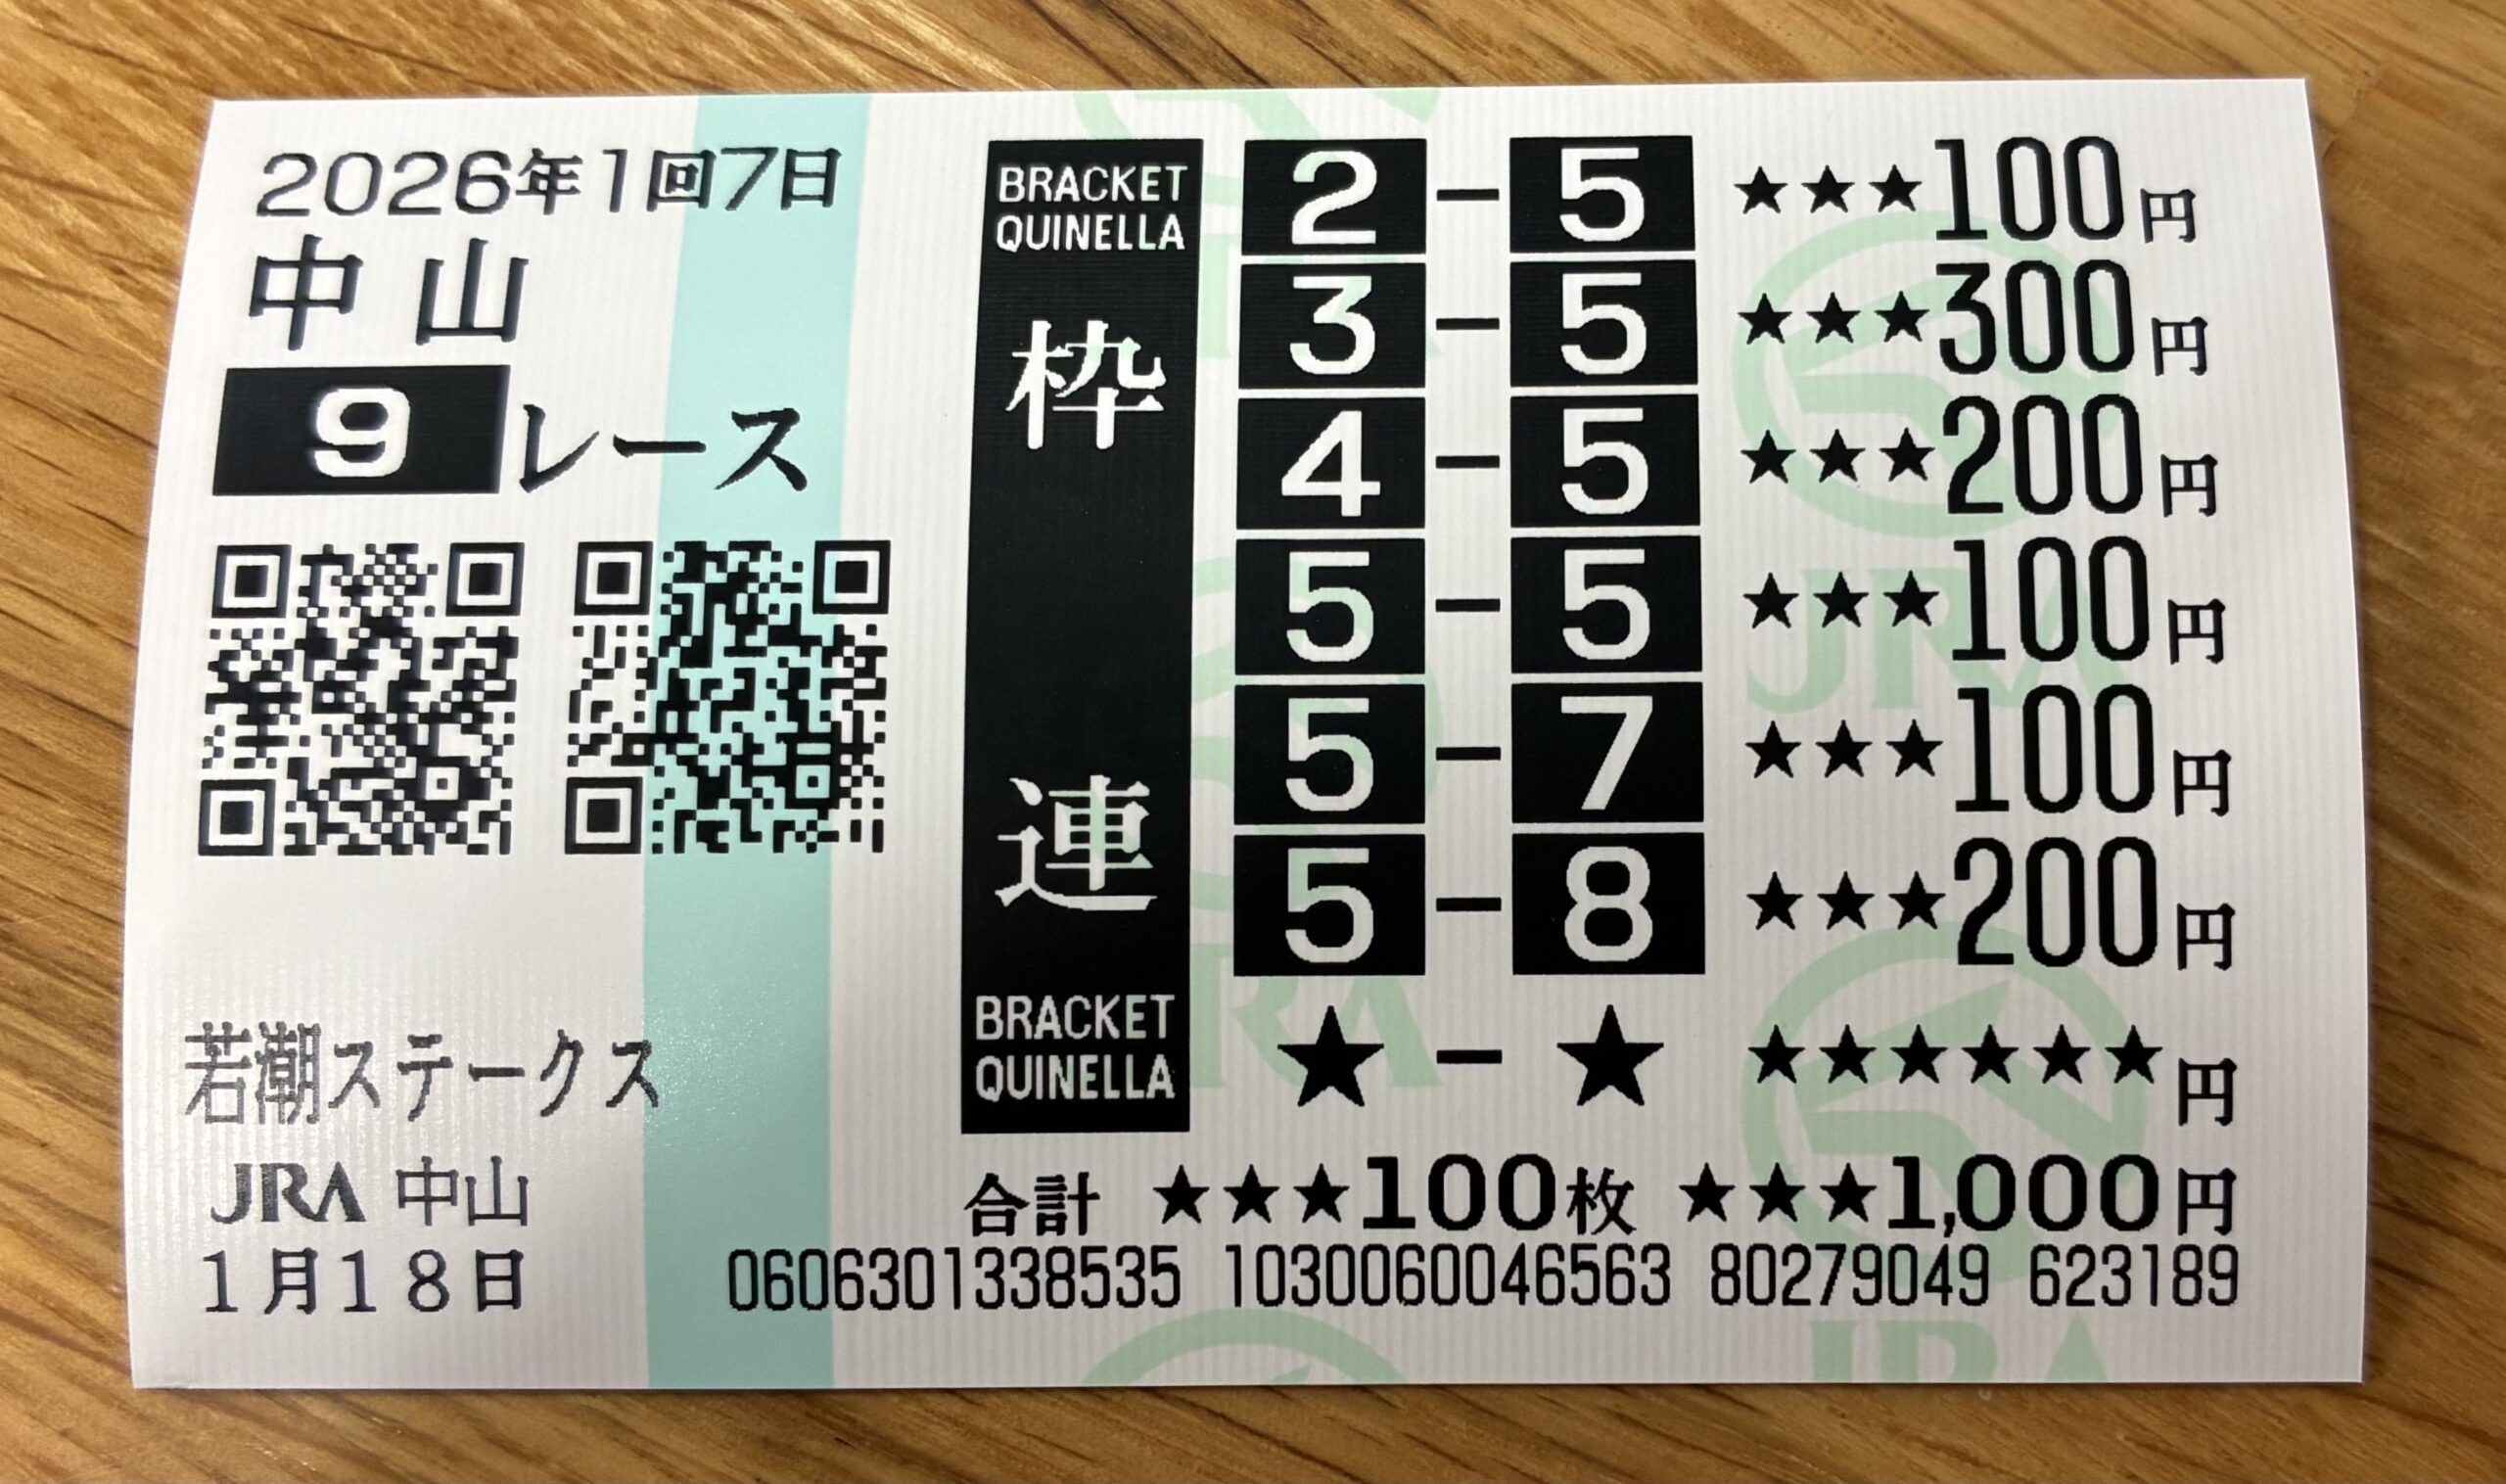 2026年1回7日
中山
9レース
若潮ステークス
JRA 中山
1月18日
BRACKET
QUINELLA
枠
連
BRACKET
QUINELLA
2-5 ★★★100円
3-5 ★★★300円
4-5 ★★★200円
5-5 ★★★100円
5-7 ★★★100円
5-8 ★★★200円
★-★ ★★★★★★円
合計 ★★★100枚 ★★★1,000円
0606301338535 1030060046563 80279049 623189
JRA
JRA
JRA